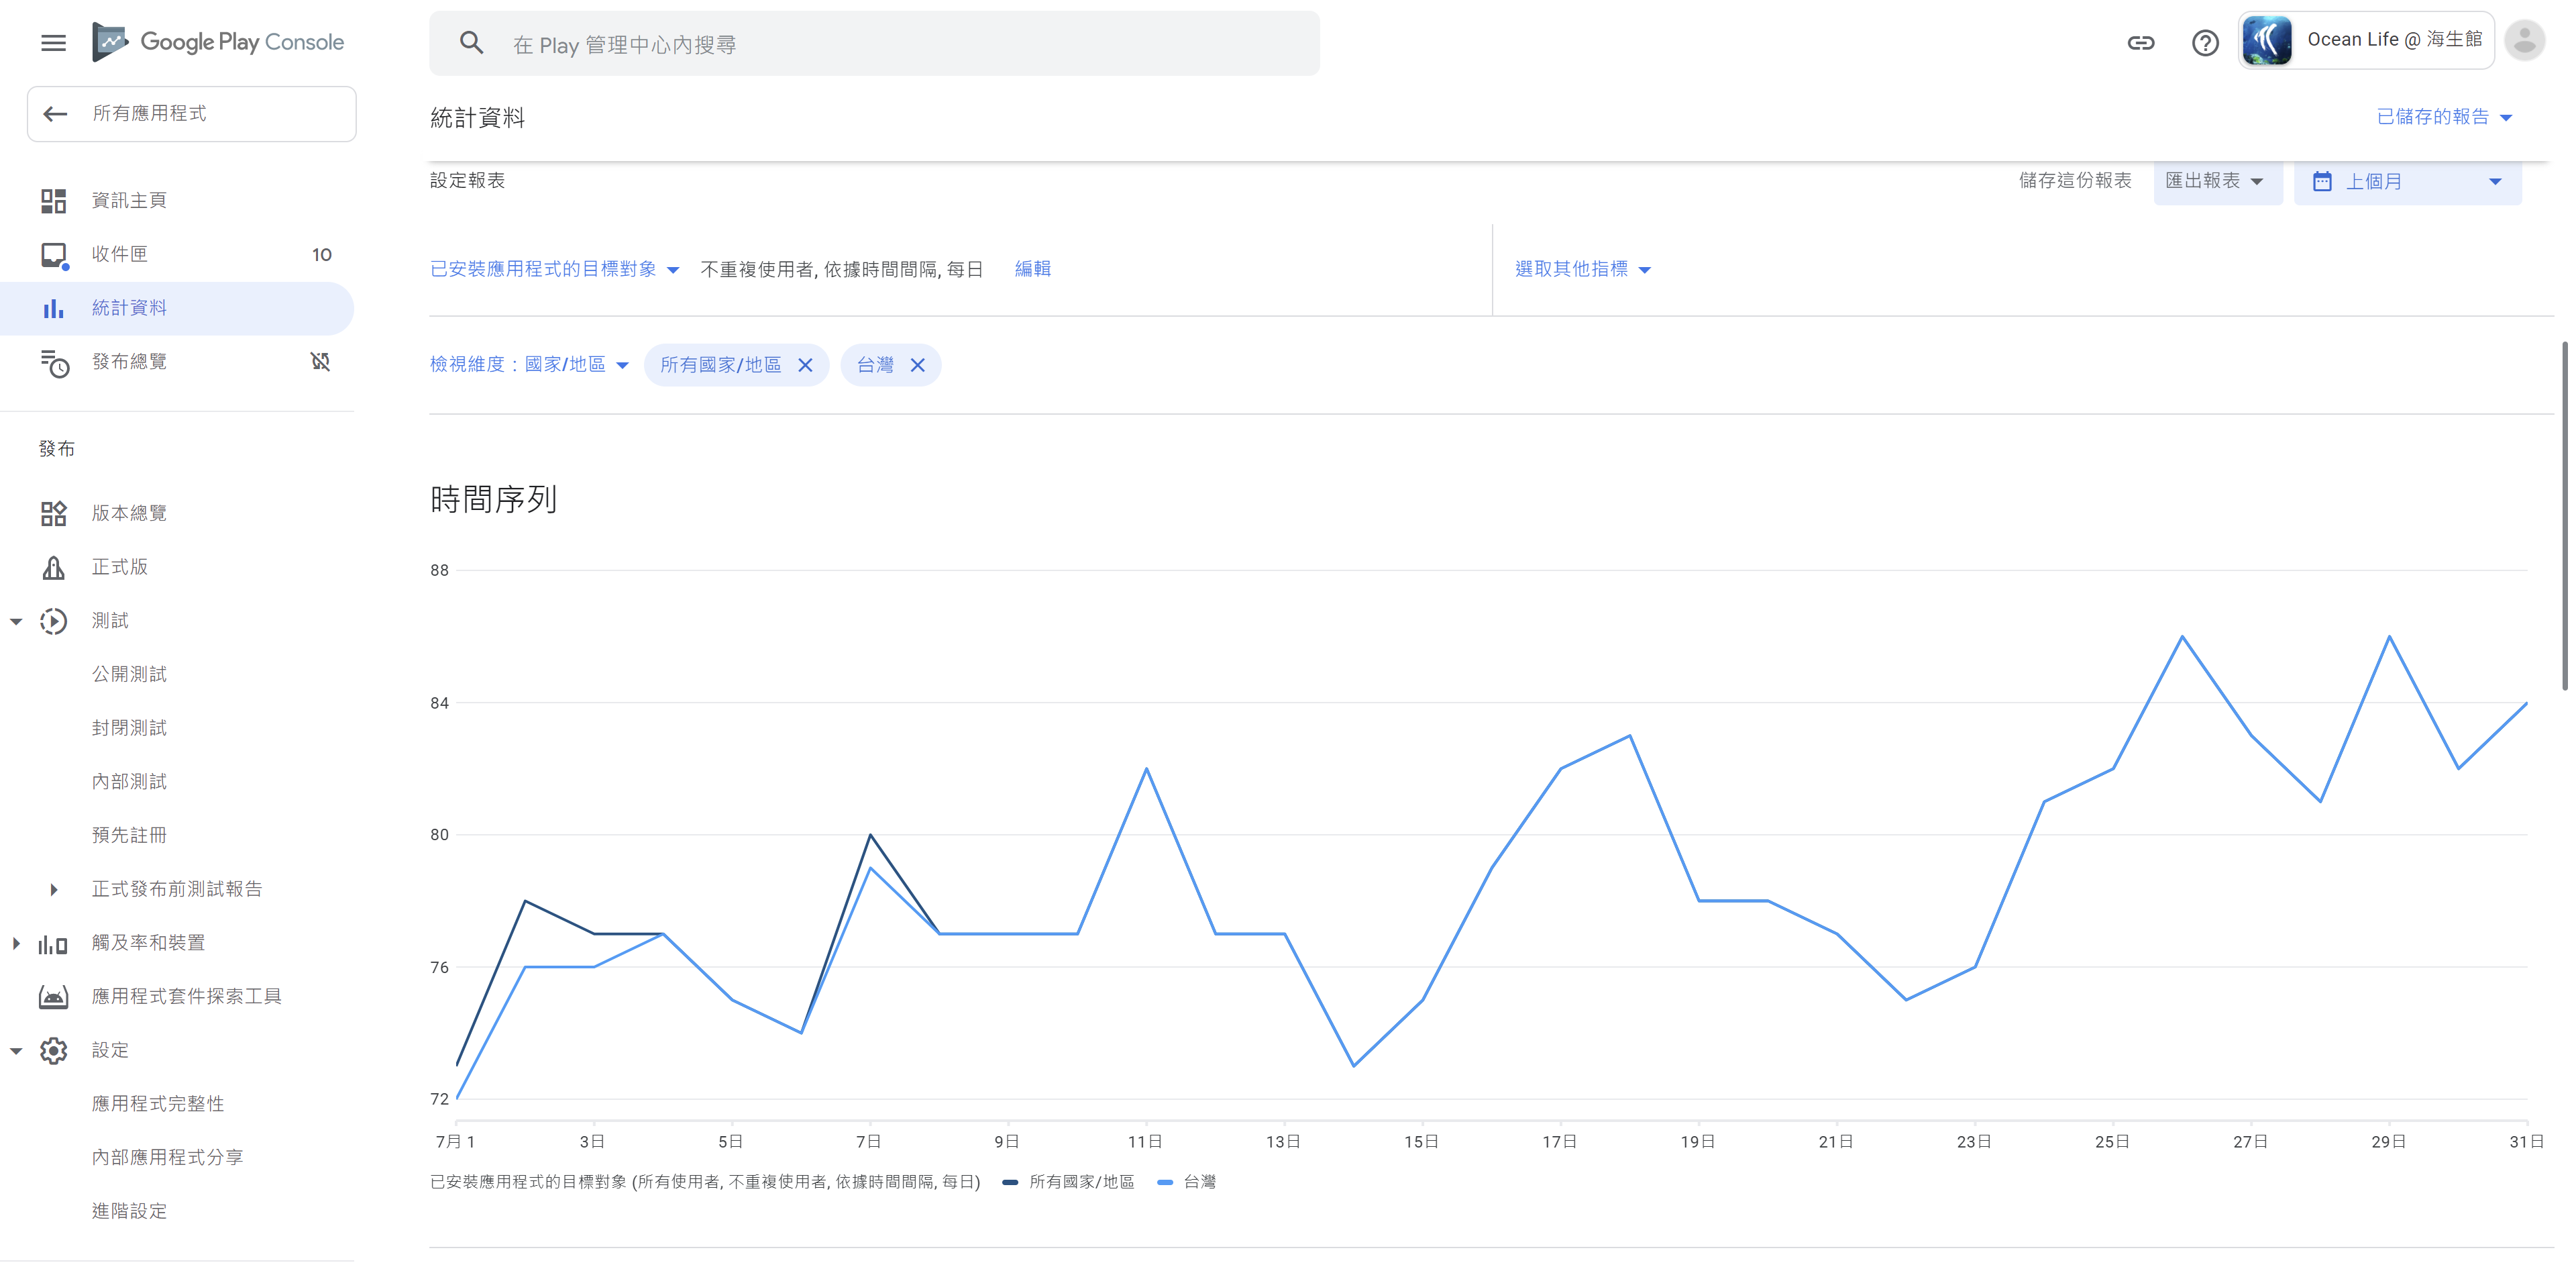 Google Play Console
在 Play 管理中心內搜尋
Ocean Life @ 海生館
所有應用程式
統計資料
已儲存的報告
設定報表
儲存這份報表
匯出報表
上個月
資訊主頁
收件匣 10
統計資料
發布總覽
已安裝應用程式的目標對象
不重複使用者, 依據時間間隔, 每日
編輯
選取其他指標
檢視維度：國家/地區
所有國家/地區
台灣
發布
版本總覽
正式版
測試
公開測試
封閉測試
內部測試
預先註冊
正式發布前測試報告
觸及率和裝置
應用程式套件探索工具
設定
應用程式完整性
內部應用程式分享
進階設定
時間序列
88
84
80
76
72
7月 1 3日 5日 7日 9日 11日 13日 15日 17日 19日 21日 23日 25日 27日 29日 31日
已安裝應用程式的目標對象 (所有使用者, 不重複使用者, 依據時間間隔, 每日) 所有國家/地區 台灣